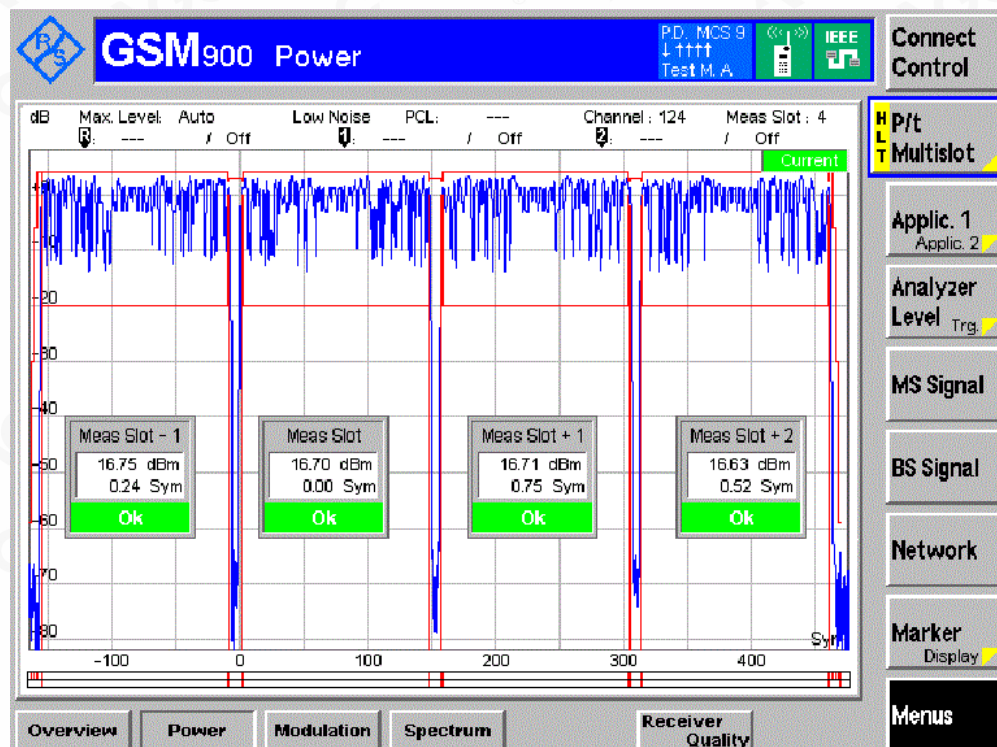 R/S
GSM900 Power
P.D. MCS 9
↓ ↑↑↑↑
Test M. A
IEEE
Connect
Control
dB Max. Level: Auto Low Noise PCL: --- Channel : 124 Meas Slot : 4
R: --- / Off 1: --- / Off 2: --- / Off
HLT
P/t
Multislot
Current
Applic. 1
Applic. 2
Analyzer
Level Trg.
MS Signal
BS Signal
Network
Marker
Display
Menus
-20
-40
Meas Slot - 1
16.75 dBm
0.24 Sym
Ok
Meas Slot
16.70 dBm
0.00 Sym
Ok
Meas Slot + 1
16.71 dBm
0.75 Sym
Ok
Meas Slot + 2
16.63 dBm
0.52 Sym
Ok
-50
-60
-70
-80
Sym
-100 0 100 200 300 400
Overview Power Modulation Spectrum Receiver
Quality